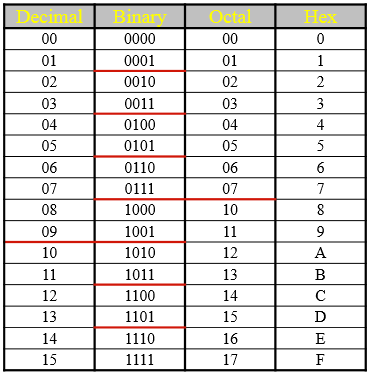 Decimal Binary Octal Hex
00 0000 00 0
01 0001 01 1
02 0010 02 2
03 0011 03 3
04 0100 04 4
05 0101 05 5
06 0110 06 6
07 0111 07 7
08 1000 10 8
09 1001 11 9
10 1010 12 A
11 1011 13 B
12 1100 14 C
13 1101 15 D
14 1110 16 E
15 1111 17 F